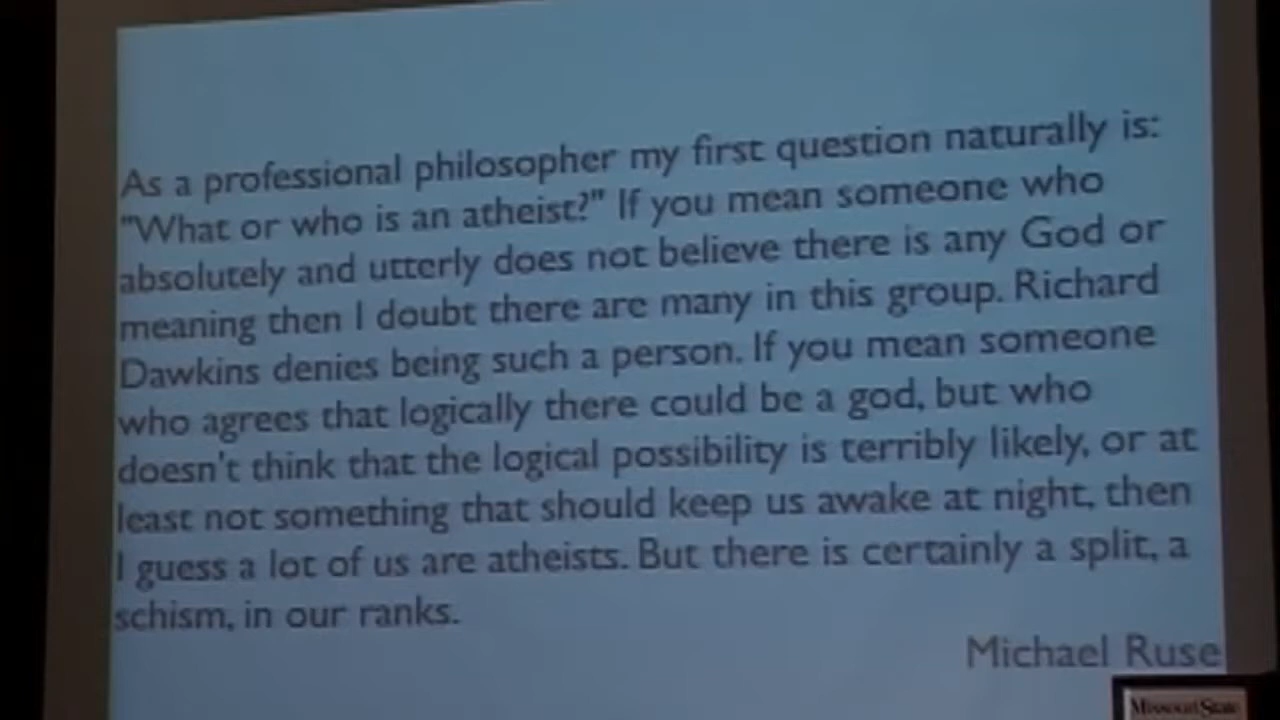 As a professional philosopher my first question naturally is:
"What or who is an atheist?" If you mean someone who
absolutely and utterly does not believe there is any God or
meaning then I doubt there are many in this group. Richard
Dawkins denies being such a person. If you mean someone
who agrees that logically there could be a god, but who
doesn't think that the logical possibility is terribly likely, or at
least not something that should keep us awake at night, then
I guess a lot of us are atheists. But there is certainly a split, a
schism, in our ranks.
Michael Ruse
Missouri State